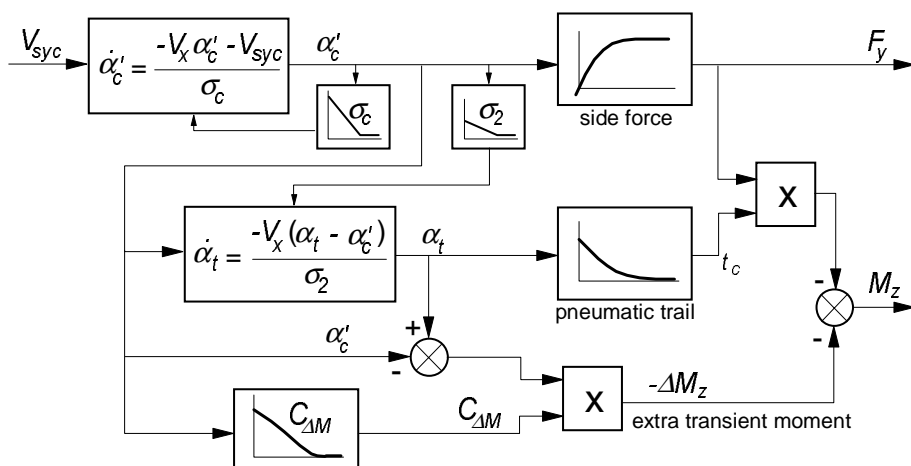 V_syc
α̇'_c = (-V_x α'_c - V_syc) / σ_c
α'_c
F_y
σ_c
σ_2
side force
X
α̇_t = -V_x (α_t - α'_c) / σ_2
α_t
t_c
-
M_z
pneumatic trail
-
+
α'_c
-
X
-ΔM_z
C_ΔM
C_ΔM
extra transient moment